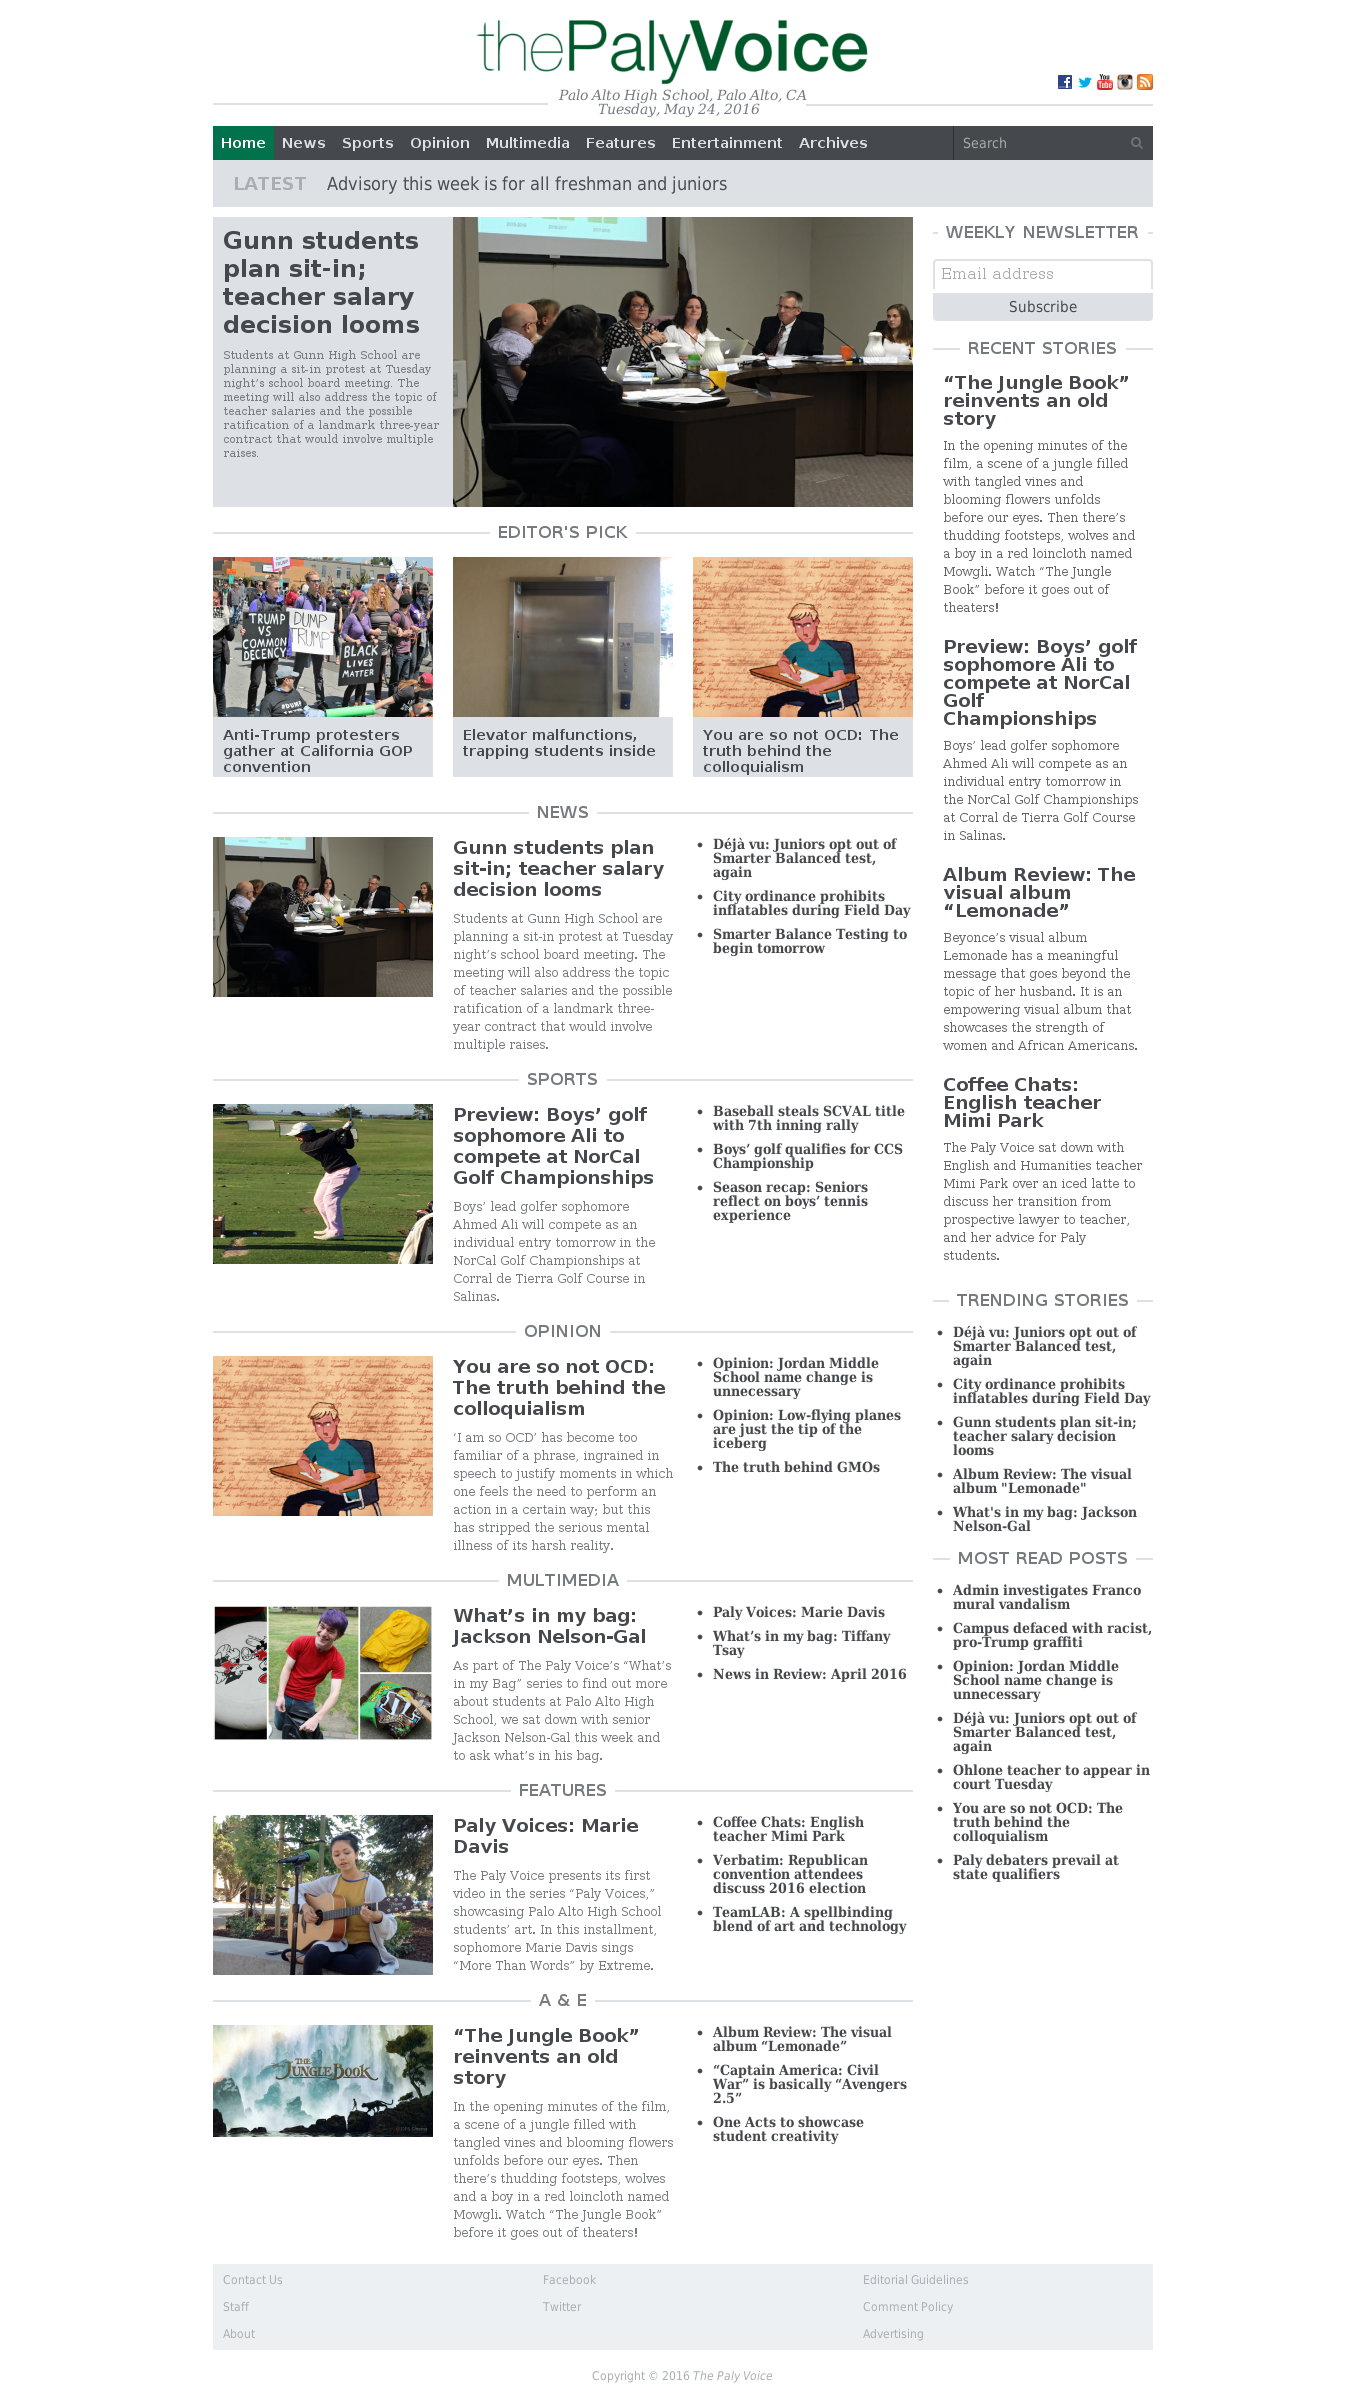 thePalyVoice
Palo Alto High School, Palo Alto, CA
Tuesday, May 24, 2016
Home News Sports Opinion Multimedia Features Entertainment Archives Search
LATEST Advisory this week is for all freshman and juniors
Gunn students
plan sit-in;
teacher salary
decision looms
Students at Gunn High School are
planning a sit-in protest at Tuesday
night’s school board meeting. The
meeting will also address the topic of
teacher salaries and the possible
ratification of a landmark three-year
contract that would involve multiple
raises.
EDITOR'S PICK
TRUMP
VS
COMMON
DECENCY
DUMP
TRUMP
BLACK
LIVES
MATTER
1
Anti-Trump protesters
gather at California GOP
convention
Elevator malfunctions,
trapping students inside
You are so not OCD: The
truth behind the
colloquialism
NEWS
Gunn students plan
sit-in; teacher salary
decision looms
Students at Gunn High School are
planning a sit-in protest at Tuesday
night’s school board meeting. The
meeting will also address the topic
of teacher salaries and the possible
ratification of a landmark three-
year contract that would involve
multiple raises.
Déjà vu: Juniors opt out of
Smarter Balanced test,
again
City ordinance prohibits
inflatables during Field Day
Smarter Balance Testing to
begin tomorrow
SPORTS
Preview: Boys’ golf
sophomore Ali to
compete at NorCal
Golf Championships
Boys’ lead golfer sophomore
Ahmed Ali will compete as an
individual entry tomorrow in the
NorCal Golf Championships at
Corral de Tierra Golf Course in
Salinas.
Baseball steals SCVAL title
with 7th inning rally
Boys’ golf qualifies for CCS
Championship
Season recap: Seniors
reflect on boys’ tennis
experience
OPINION
You are so not OCD:
The truth behind the
colloquialism
‘I am so OCD’ has become too
familiar of a phrase, ingrained in
speech to justify moments in which
one feels the need to perform an
action in a certain way; but this
has stripped the serious mental
illness of its harsh reality.
Opinion: Jordan Middle
School name change is
unnecessary
Opinion: Low-flying planes
are just the tip of the
iceberg
The truth behind GMOs
MULTIMEDIA
What’s in my bag:
Jackson Nelson-Gal
As part of The Paly Voice’s “What’s
in my Bag” series to find out more
about students at Palo Alto High
School, we sat down with senior
Jackson Nelson-Gal this week and
to ask what’s in his bag.
Paly Voices: Marie Davis
What’s in my bag: Tiffany
Tsay
News in Review: April 2016
FEATURES
Paly Voices: Marie
Davis
The Paly Voice presents its first
video in the series “Paly Voices,”
showcasing Palo Alto High School
students’ art. In this installment,
sophomore Marie Davis sings
“More Than Words” by Extreme.
Coffee Chats: English
teacher Mimi Park
Verbatim: Republican
convention attendees
discuss 2016 election
TeamLAB: A spellbinding
blend of art and technology
A & E
THE
JUNGLE BOOK
“The Jungle Book”
reinvents an old
story
In the opening minutes of the film,
a scene of a jungle filled with
tangled vines and blooming flowers
unfolds before our eyes. Then
there’s thudding footsteps, wolves
and a boy in a red loincloth named
Mowgli. Watch “The Jungle Book”
before it goes out of theaters!
Album Review: The visual
album “Lemonade”
“Captain America: Civil
War” is basically “Avengers
2.5”
One Acts to showcase
student creativity
WEEKLY NEWSLETTER
Email address
Subscribe
RECENT STORIES
“The Jungle Book”
reinvents an old
story
In the opening minutes of the
film, a scene of a jungle filled
with tangled vines and
blooming flowers unfolds
before our eyes. Then there’s
thudding footsteps, wolves and
a boy in a red loincloth named
Mowgli. Watch “The Jungle
Book” before it goes out of
theaters!
Preview: Boys’ golf
sophomore Ali to
compete at NorCal
Golf
Championships
Boys’ lead golfer sophomore
Ahmed Ali will compete as an
individual entry tomorrow in
the NorCal Golf Championships
at Corral de Tierra Golf Course
in Salinas.
Album Review: The
visual album
“Lemonade”
Beyonce’s visual album
Lemonade has a meaningful
message that goes beyond the
topic of her husband. It is an
empowering visual album that
showcases the strength of
women and African Americans.
Coffee Chats:
English teacher
Mimi Park
The Paly Voice sat down with
English and Humanities teacher
Mimi Park over an iced latte to
discuss her transition from
prospective lawyer to teacher,
and her advice for Paly
students.
TRENDING STORIES
Déjà vu: Juniors opt out of
Smarter Balanced test,
again
City ordinance prohibits
inflatables during Field Day
Gunn students plan sit-in;
teacher salary decision
looms
Album Review: The visual
album "Lemonade"
What's in my bag: Jackson
Nelson-Gal
MOST READ POSTS
Admin investigates Franco
mural vandalism
Campus defaced with racist,
pro-Trump graffiti
Opinion: Jordan Middle
School name change is
unnecessary
Déjà vu: Juniors opt out of
Smarter Balanced test,
again
Ohlone teacher to appear in
court Tuesday
You are so not OCD: The
truth behind the
colloquialism
Paly debaters prevail at
state qualifiers
Contact Us Facebook Editorial Guidelines
Staff Twitter Comment Policy
About Advertising
Copyright © 2016 The Paly Voice